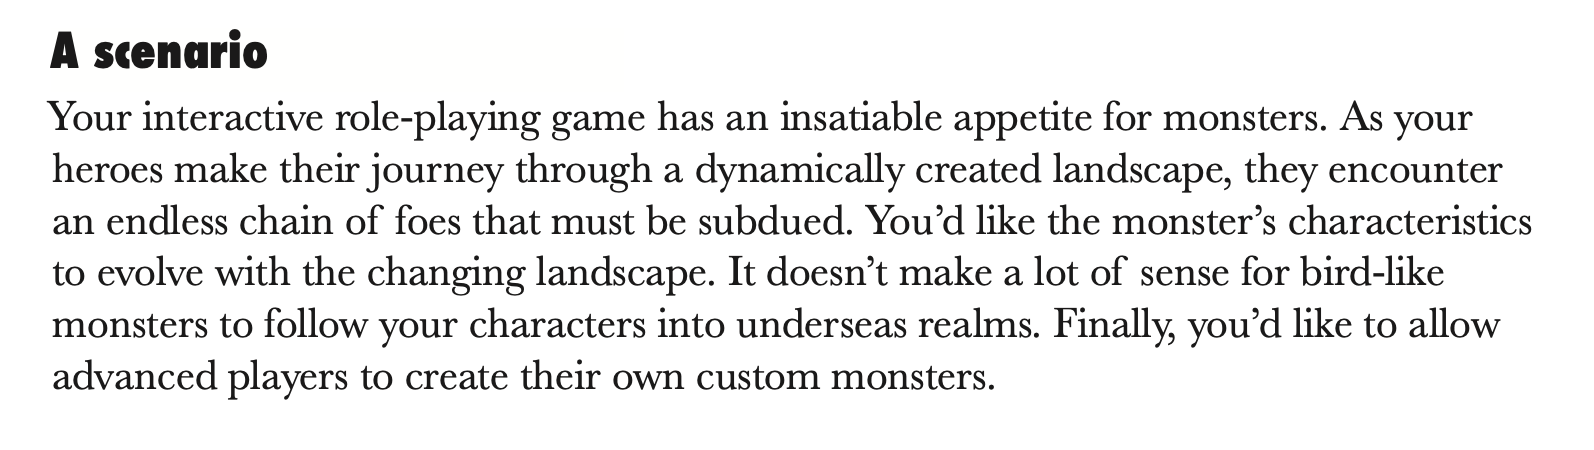 A scenario
Your interactive role-playing game has an insatiable appetite for monsters. As your
heroes make their journey through a dynamically created landscape, they encounter
an endless chain of foes that must be subdued. You’d like the monster’s characteristics
to evolve with the changing landscape. It doesn’t make a lot of sense for bird-like
monsters to follow your characters into underseas realms. Finally, you’d like to allow
advanced players to create their own custom monsters.